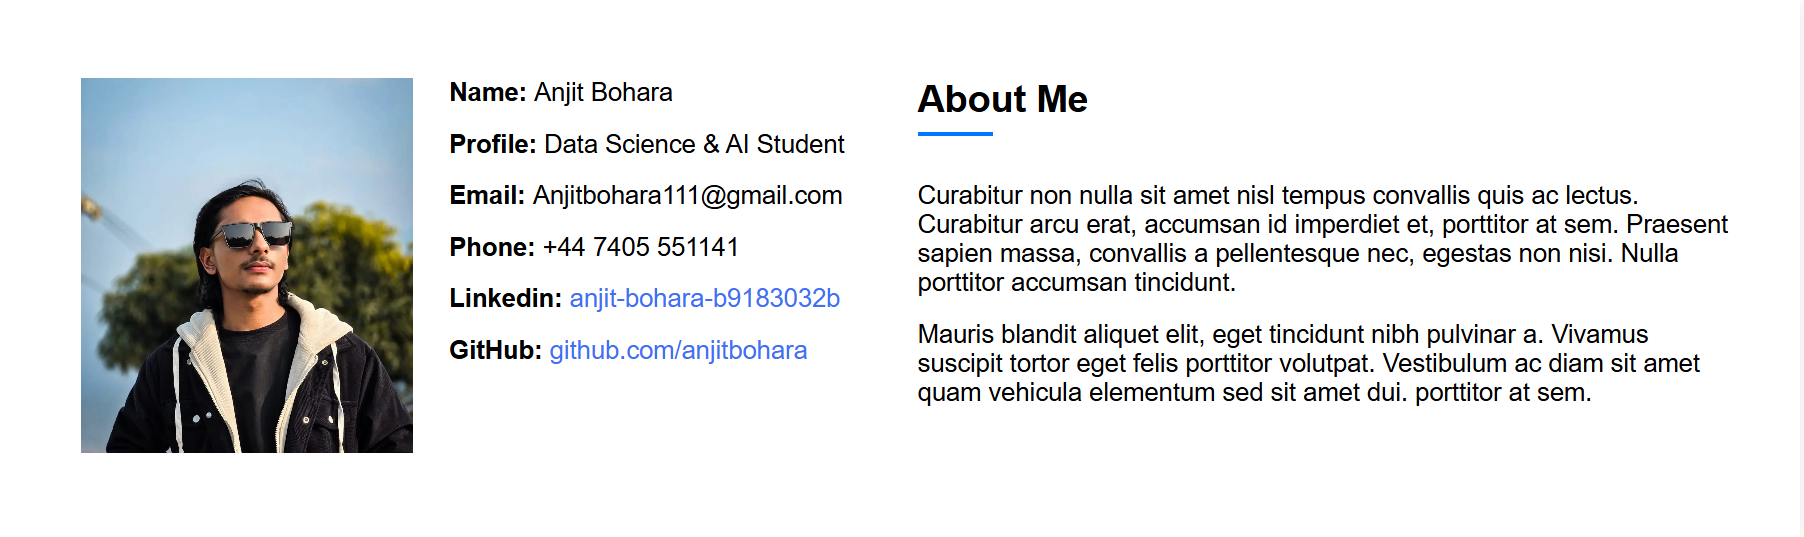 Name: Anjit Bohara
Profile: Data Science & AI Student
Email: Anjitbohara111@gmail.com
Phone: +44 7405 551141
Linkedin: anjit-bohara-b9183032b
GitHub: github.com/anjitbohara
About Me
Curabitur non nulla sit amet nisl tempus convallis quis ac lectus.
Curabitur arcu erat, accumsan id imperdiet et, porttitor at sem. Praesent
sapien massa, convallis a pellentesque nec, egestas non nisi. Nulla
porttitor accumsan tincidunt.
Mauris blandit aliquet elit, eget tincidunt nibh pulvinar a. Vivamus
suscipit tortor eget felis porttitor volutpat. Vestibulum ac diam sit amet
quam vehicula elementum sed sit amet dui. porttitor at sem.